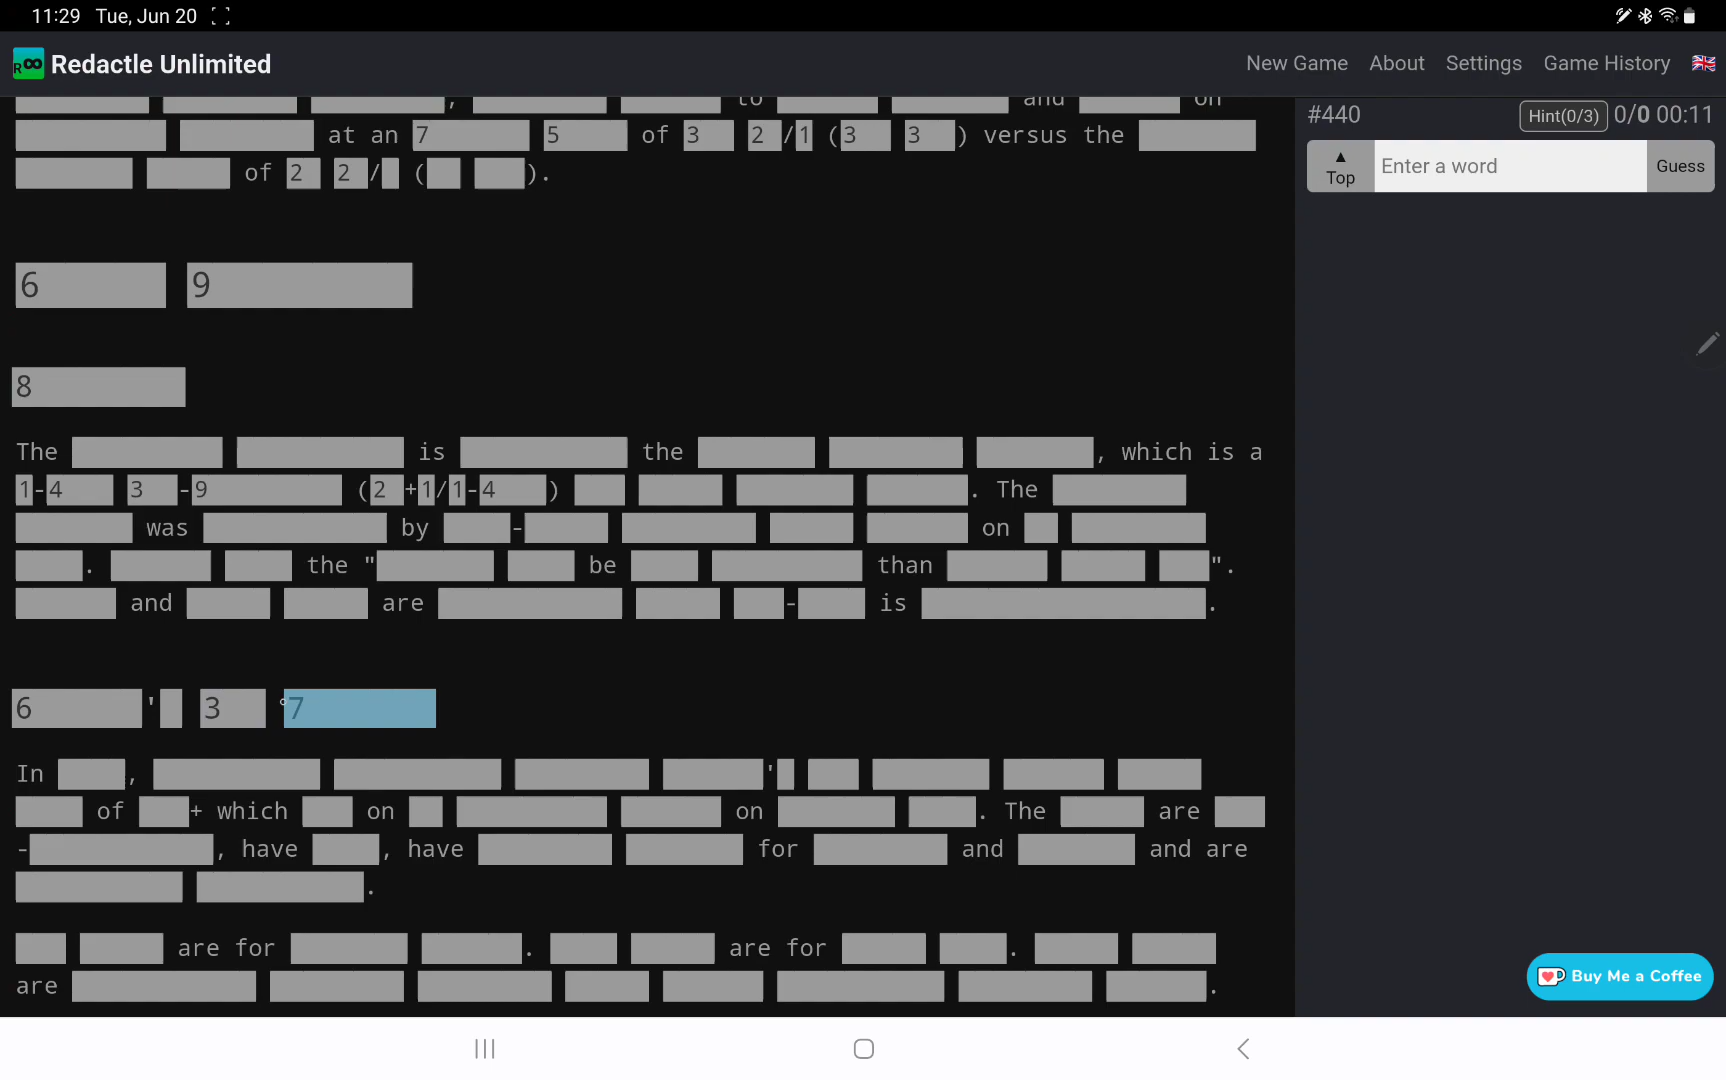 11:29 Tue, Jun 20
Redactle Unlimited
New Game About Settings Game History
, to and on
at an 7 5 of 3 2 /1 (3 3 ) versus the
of 2 2 / ( ).
6 9
8
The is the , which is a
1-4 3 -9 (2 +1/1-4 ) . The
was by - on
. the " be than ".
and are - is .
6 ' 3 °7
In , '
of + which on on . The are
- , have , have for and and are
.
are for . are for .
are .
#440 Hint(0/3) 0/0 00:11
▲ Top Enter a word Guess
Buy Me a Coffee